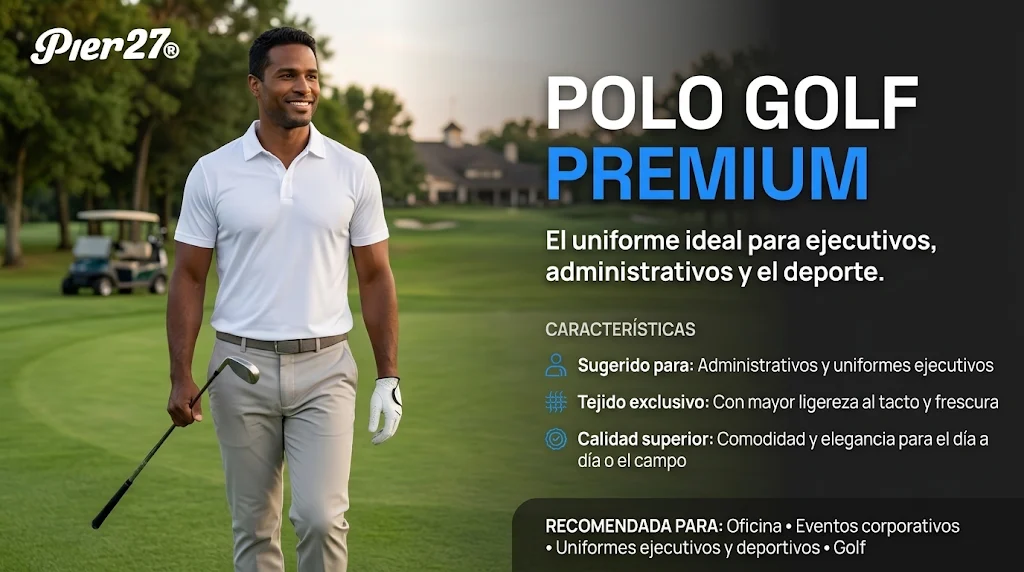 Pier27®
POLO GOLF
PREMIUM
El uniforme ideal para ejecutivos,
administrativos y el deporte.
CARACTERÍSTICAS
Sugerido para: Administrativos y uniformes ejecutivos
Tejido exclusivo: Con mayor ligereza al tacto y frescura
Calidad superior: Comodidad y elegancia para el día a
día o el campo
RECOMENDADA PARA: Oficina • Eventos corporativos
• Uniformes ejecutivos y deportivos • Golf